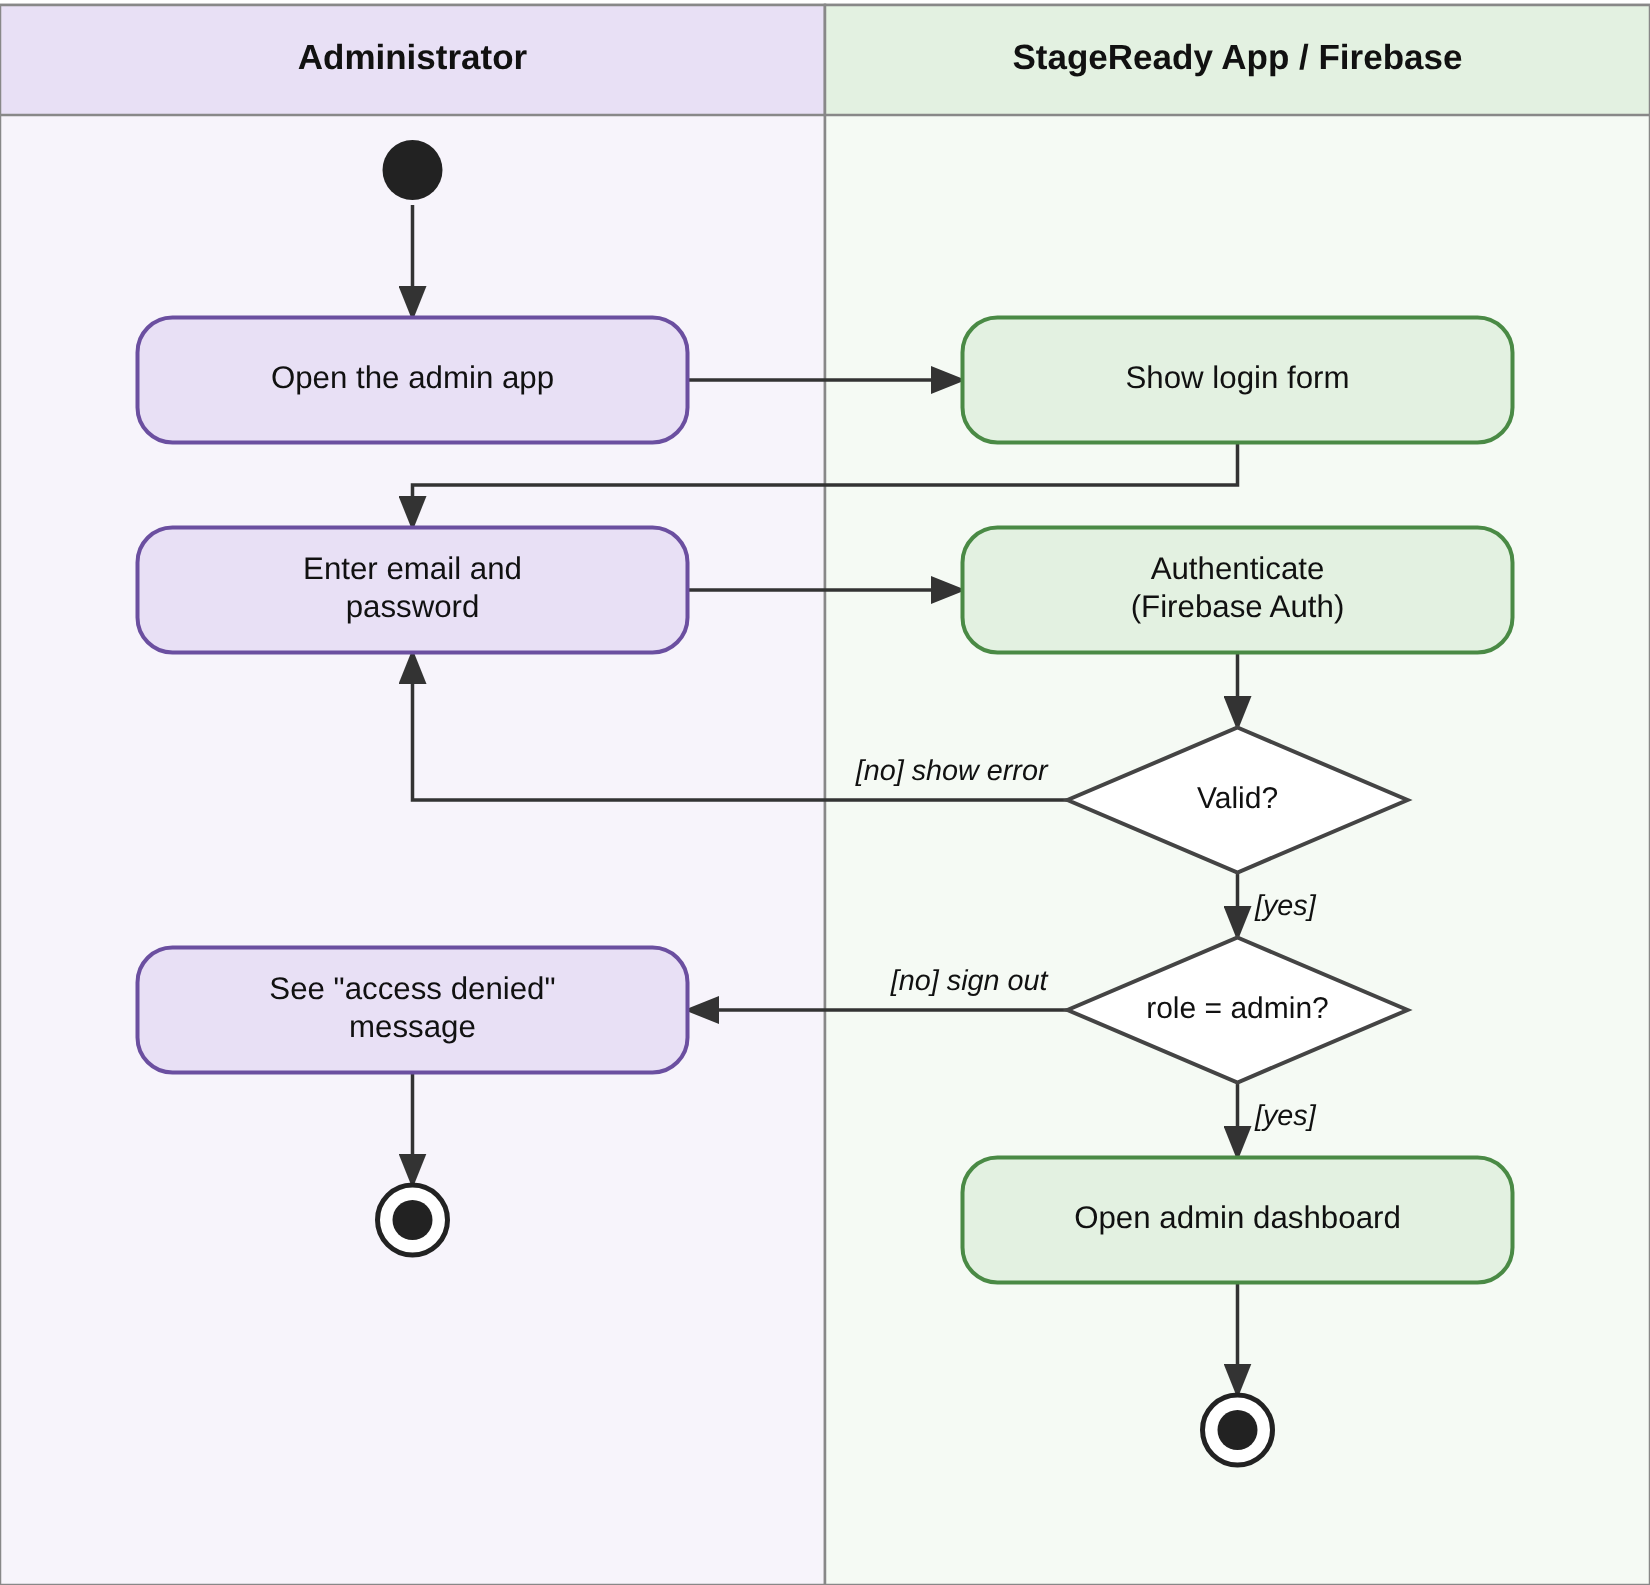 Administrator
StageReady App / Firebase
Open the admin app
Show login form
Enter email and
password
Authenticate
(Firebase Auth)
[no] show error
Valid?
[yes]
See "access denied"
message
[no] sign out
role = admin?
[yes]
Open admin dashboard